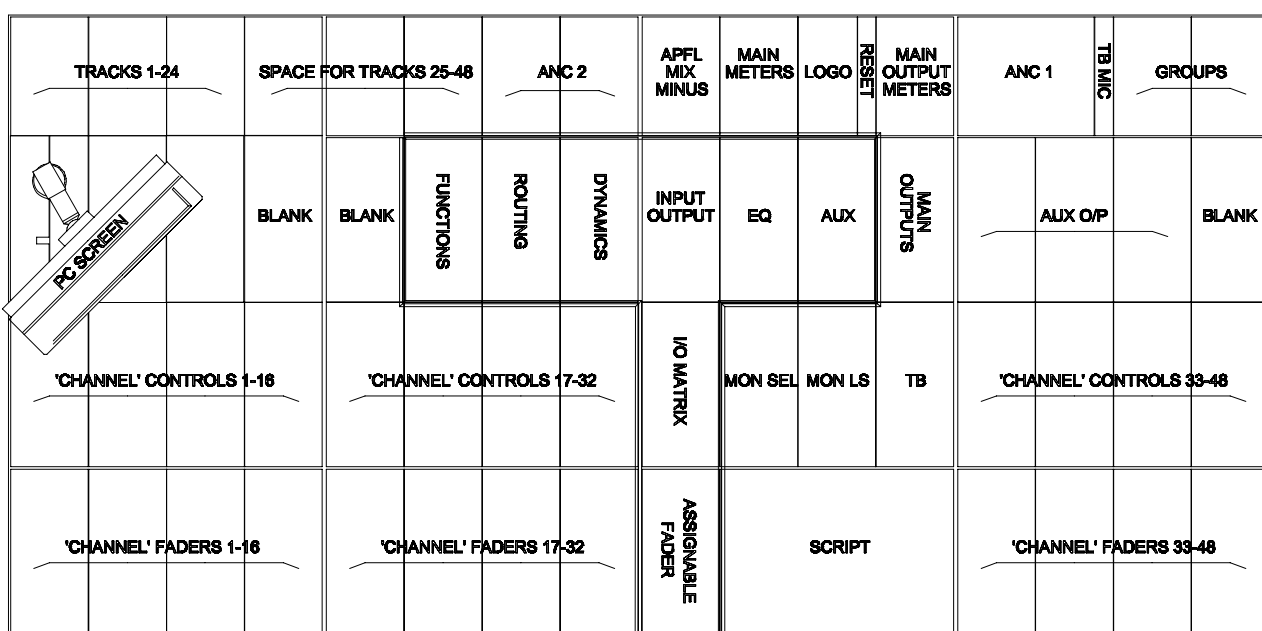 TRACKS 1-24
SPACE FOR TRACKS 25-48
ANC 2
APFL
MIX
MINUS
MAIN
METERS
LOGO
RESET
MAIN
OUTPUT
METERS
ANC 1
TB MIC
GROUPS
PC SCREEN
BLANK
BLANK
FUNCTIONS
ROUTING
DYNAMICS
INPUT
OUTPUT
EQ
AUX
MAIN
OUTPUTS
AUX O/P
BLANK
'CHANNEL' CONTROLS 1-16
'CHANNEL' CONTROLS 17-32
I/O MATRIX
MON SEL
MON LS
TB
'CHANNEL' CONTROLS 33-48
'CHANNEL' FADERS 1-16
'CHANNEL' FADERS 17-32
ASSIGNABLE
FADER
SCRIPT
'CHANNEL' FADERS 33-48